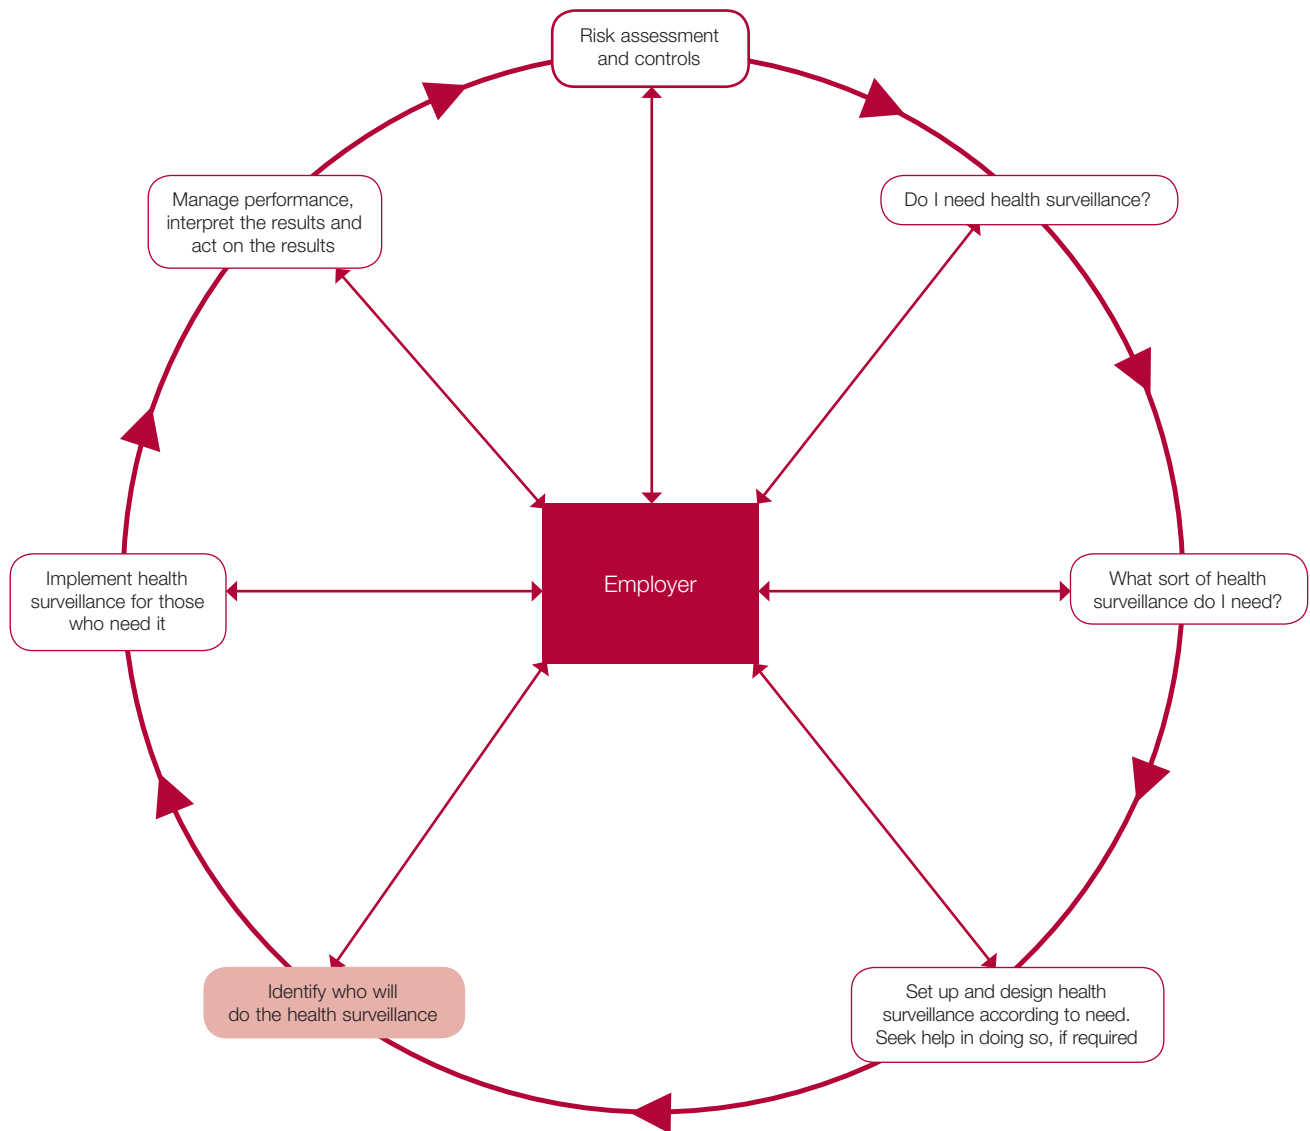 Risk assessment
and controls
Do I need health surveillance?
What sort of health
surveillance do I need?
Set up and design health
surveillance according to need.
Seek help in doing so, if required
Identify who will
do the health surveillance
Implement health
surveillance for those
who need it
Manage performance,
interpret the results and
act on the results
Employer